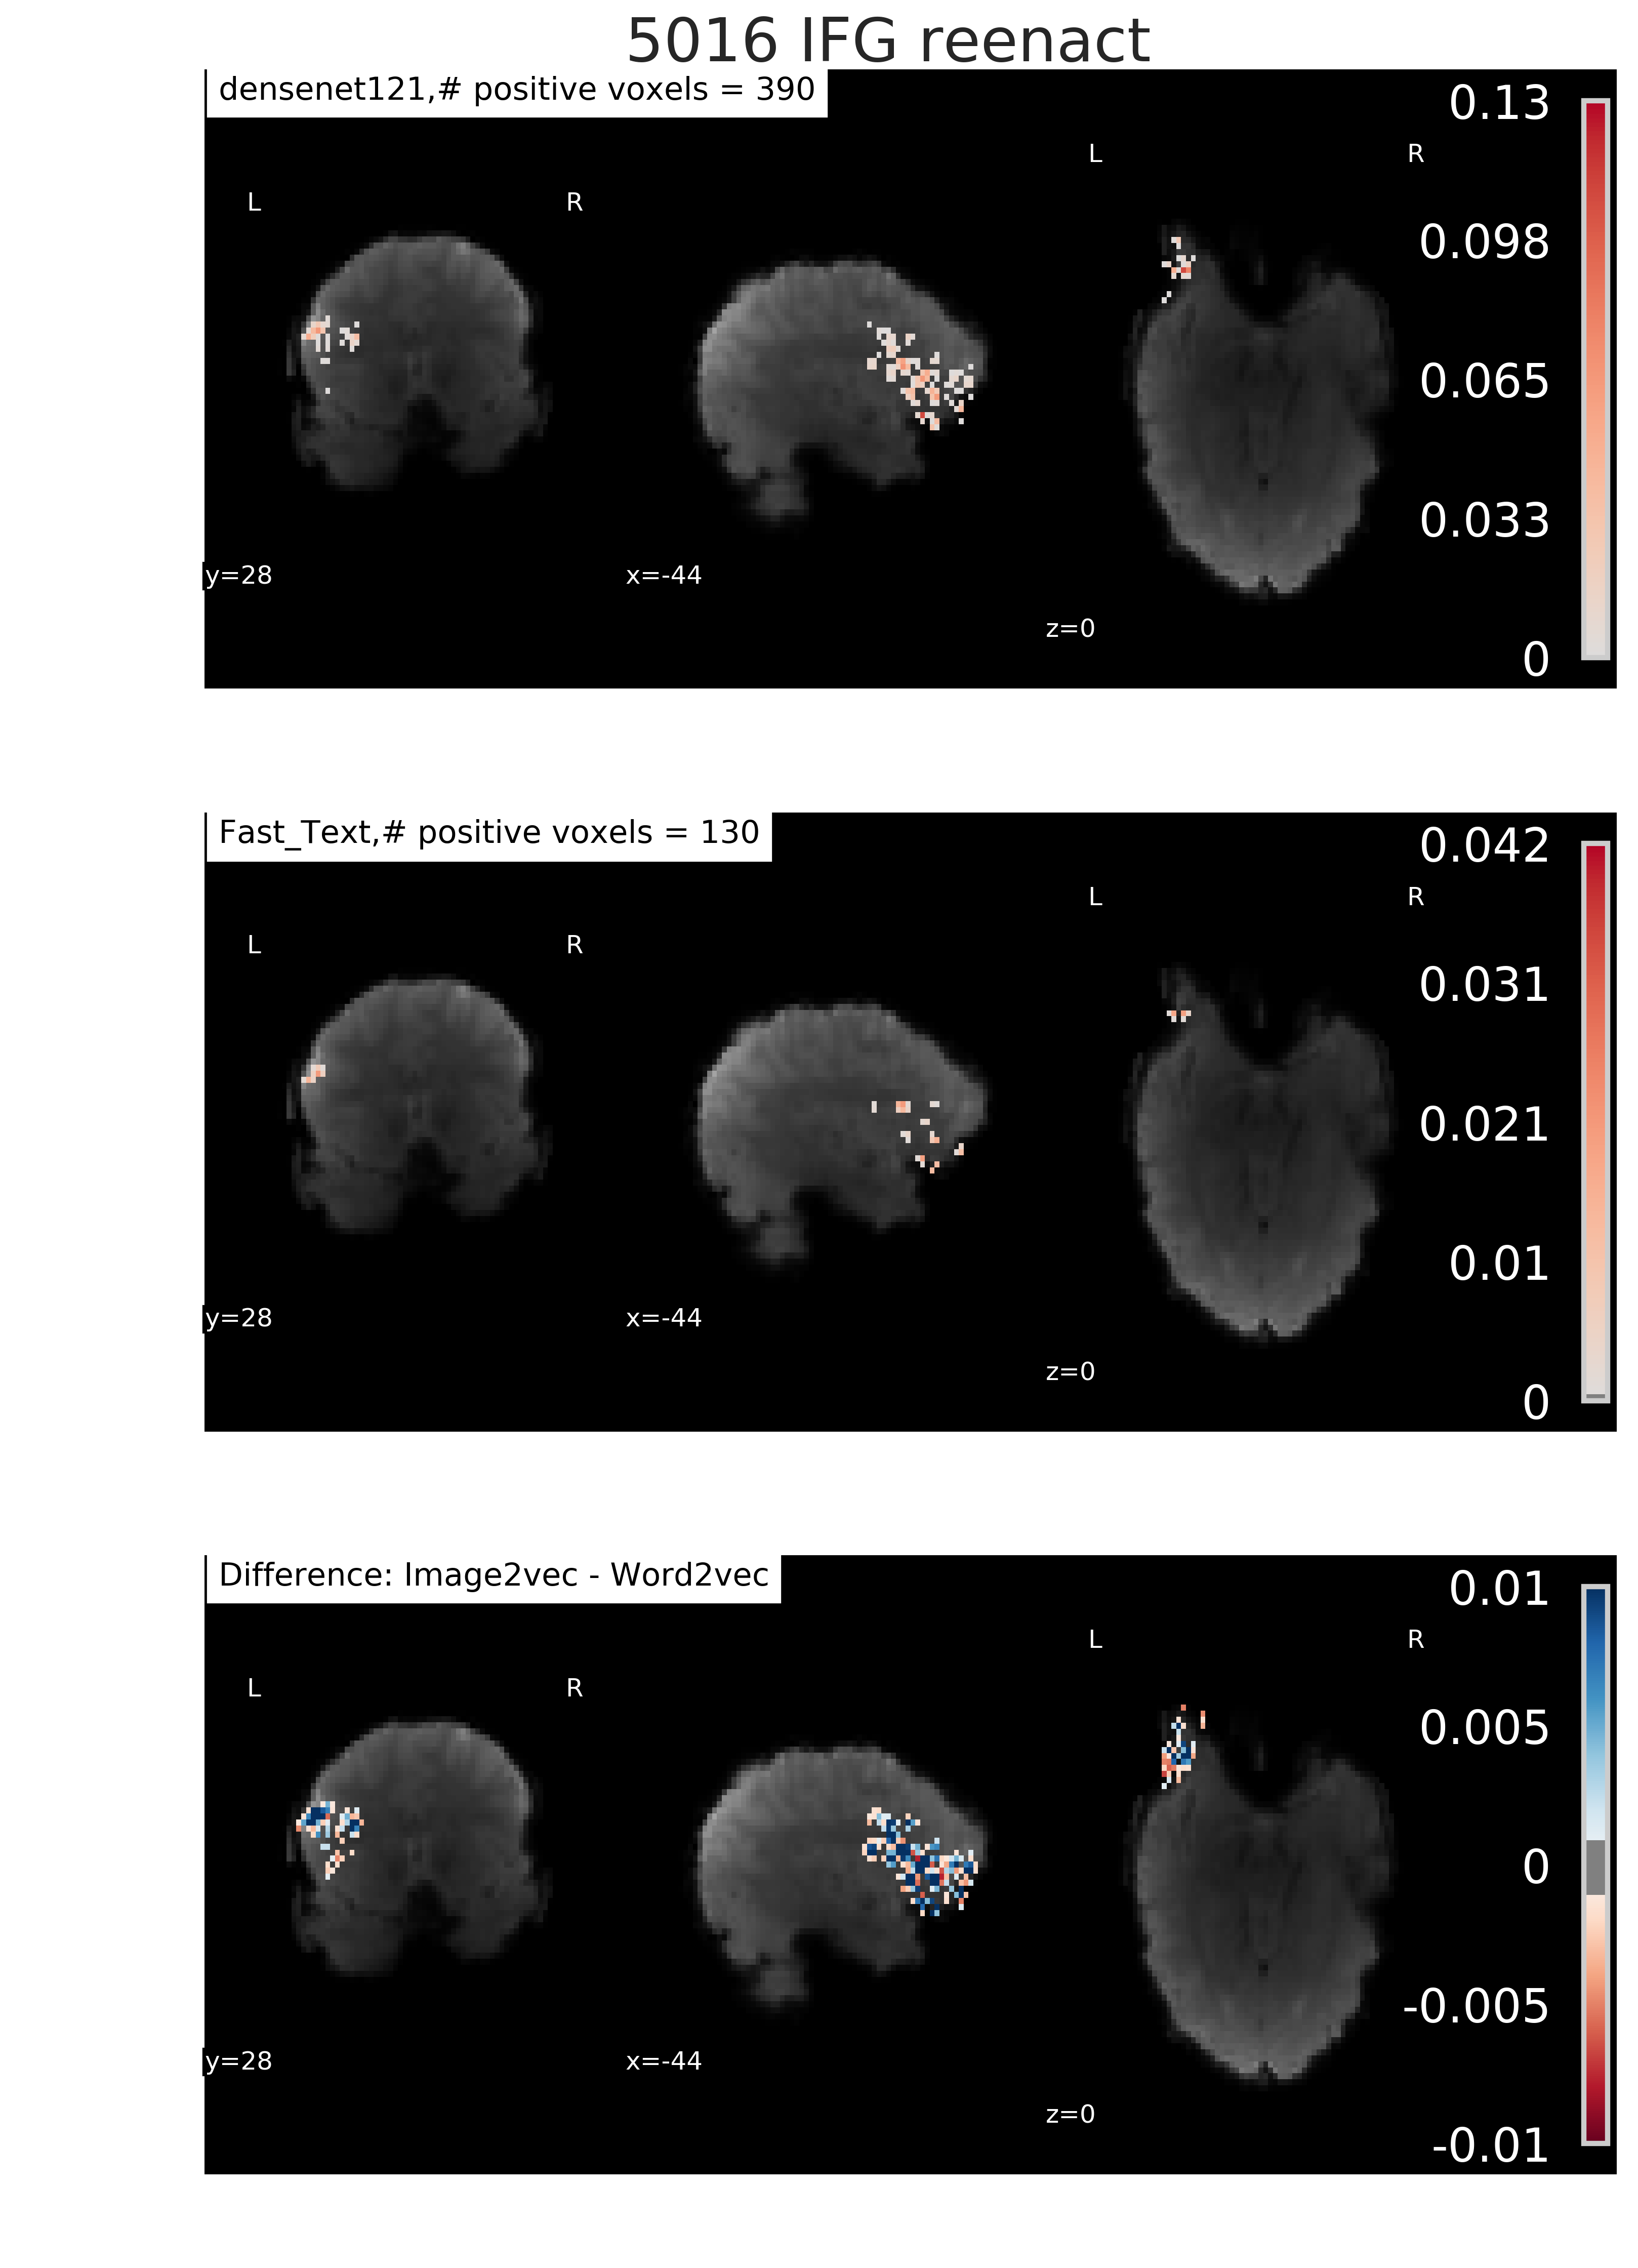 5016 IFG reenact
densenet121,# positive voxels = 390
0.13
L R
L R
0.098
0.065
0.033
y=28 x=-44
z=0
0
Fast_Text,# positive voxels = 130
0.042
L R
L R
0.031
0.021
0.01
y=28 x=-44
z=0
0
Difference: Image2vec - Word2vec
0.01
L R
L R
0.005
0
-0.005
y=28 x=-44
z=0
-0.01